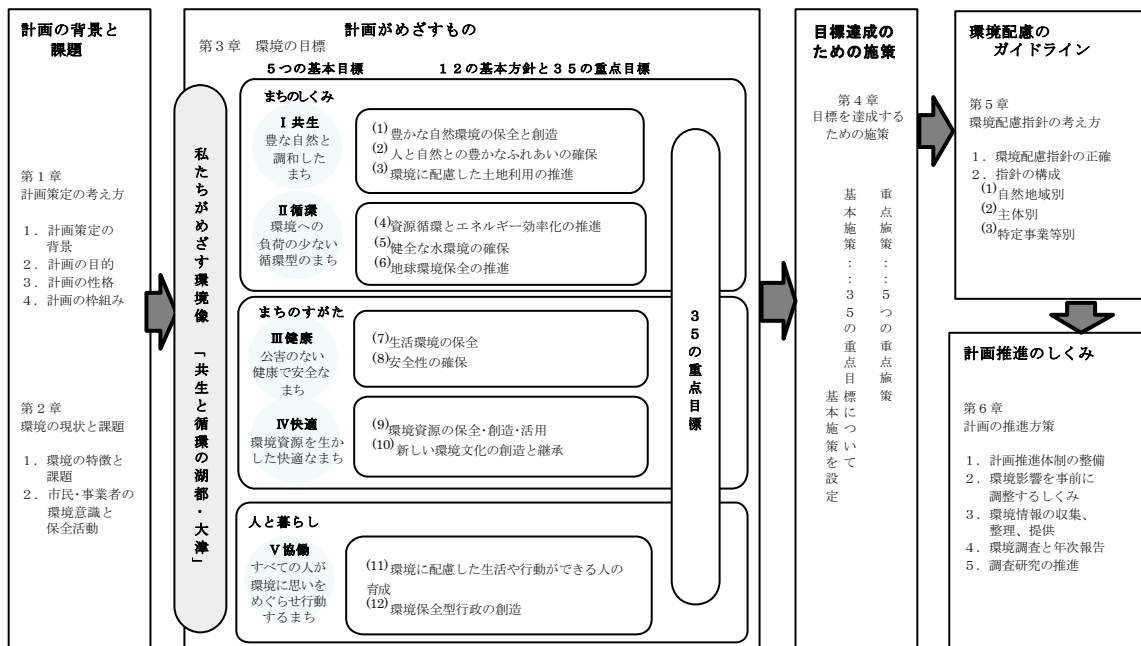 計画の背景と
課題
第1章
計画策定の考え方
1．計画策定の
背景
2．計画の目的
3．計画の性格
4．計画の枠組み
第2章
環境の現状と課題
1．環境の特徴と
課題
2．市民・事業者の
環境意識と
保全活動
計画がめざすもの
第3章　環境の目標
5つの基本目標
12の基本方針と35の重点目標
私たちがめざす環境像　「共生と循環の湖都・大津」
まちのしくみ
Ⅰ共生
豊な自然と
調和した
まち
(1)豊かな自然環境の保全と創造
(2)人と自然との豊かなふれあいの確保
(3)環境に配慮した土地利用の推進
Ⅱ循環
環境への
負荷の少ない
循環型のまち
(4)資源循環とエネルギー効率化の推進
(5)健全な水環境の確保
(6)地球環境保全の推進
まちのすがた
Ⅲ健康
公害のない
健康で安全な
まち
(7)生活環境の保全
(8)安全性の確保
Ⅳ快適
環境資源を生か
した快適なまち
(9)環境資源の保全・創造・活用
(10)新しい環境文化の創造と継承
人と暮らし
Ⅴ協働
すべての人が
環境に思いを
めぐらせ行動
するまち
(11)環境に配慮した生活や行動ができる人の
育成
(12)環境保全型行政の創造
35の重点目標
目標達成の
ための施策
第4章
目標を達成する
ための施策
重点施策……5つの重点施策
基本施策……35の重点目標について
基本施策を設定
環境配慮の
ガイドライン
第5章
環境配慮指針の考え方
1．環境配慮指針の正確
2．指針の構成
(1)自然地域別
(2)主体別
(3)特定事業等別
計画推進のしくみ
第6章
計画の推進方策
1．計画推進体制の整備
2．環境影響を事前に
調整するしくみ
3．環境情報の収集、
整理、提供
4．環境調査と年次報告
5．調査研究の推進